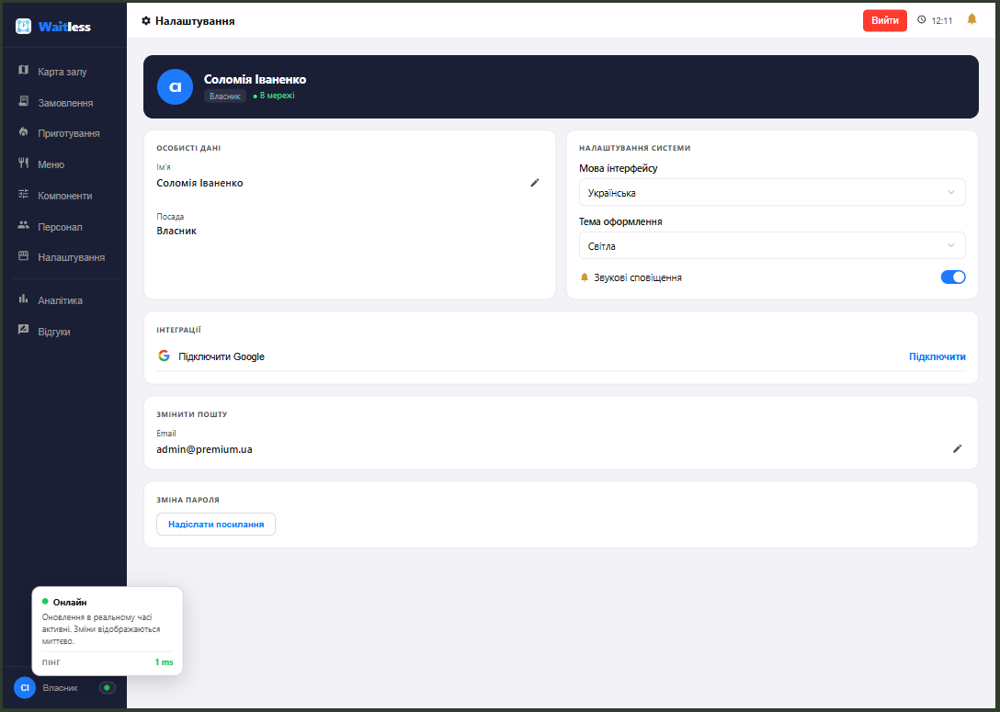 Waitless
Карта залу
Замовлення
Приготування
Меню
Компоненти
Персонал
Налаштування
Аналітика
Відгуки
Онлайн
Оновлення в реальному часі
активні. Зміни відображаються
миттєво.
ПІНГ 1 ms
СІ Власник
Налаштування
Вийти 12:11
СІ
Соломія Іваненко
Власник В мережі
ОСОБИСТІ ДАНІ
Ім'я
Соломія Іваненко
Посада
Власник
НАЛАШТУВАННЯ СИСТЕМИ
Мова інтерфейсу
Українська
Тема оформлення
Світла
Звукові сповіщення
ІНТЕГРАЦІЇ
Підключити Google Підключити
ЗМІНИТИ ПОШТУ
Email
admin@premium.ua
ЗМІНА ПАРОЛЯ
Надіслати посилання